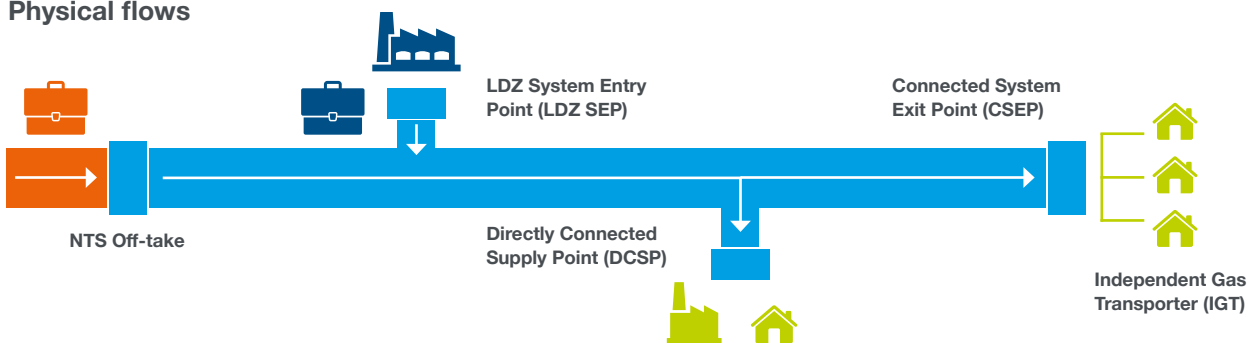 Physical flows
LDZ System Entry
Point (LDZ SEP)
Connected System
Exit Point (CSEP)
NTS Off-take
Directly Connected
Supply Point (DCSP)
Independent Gas
Transporter (IGT)